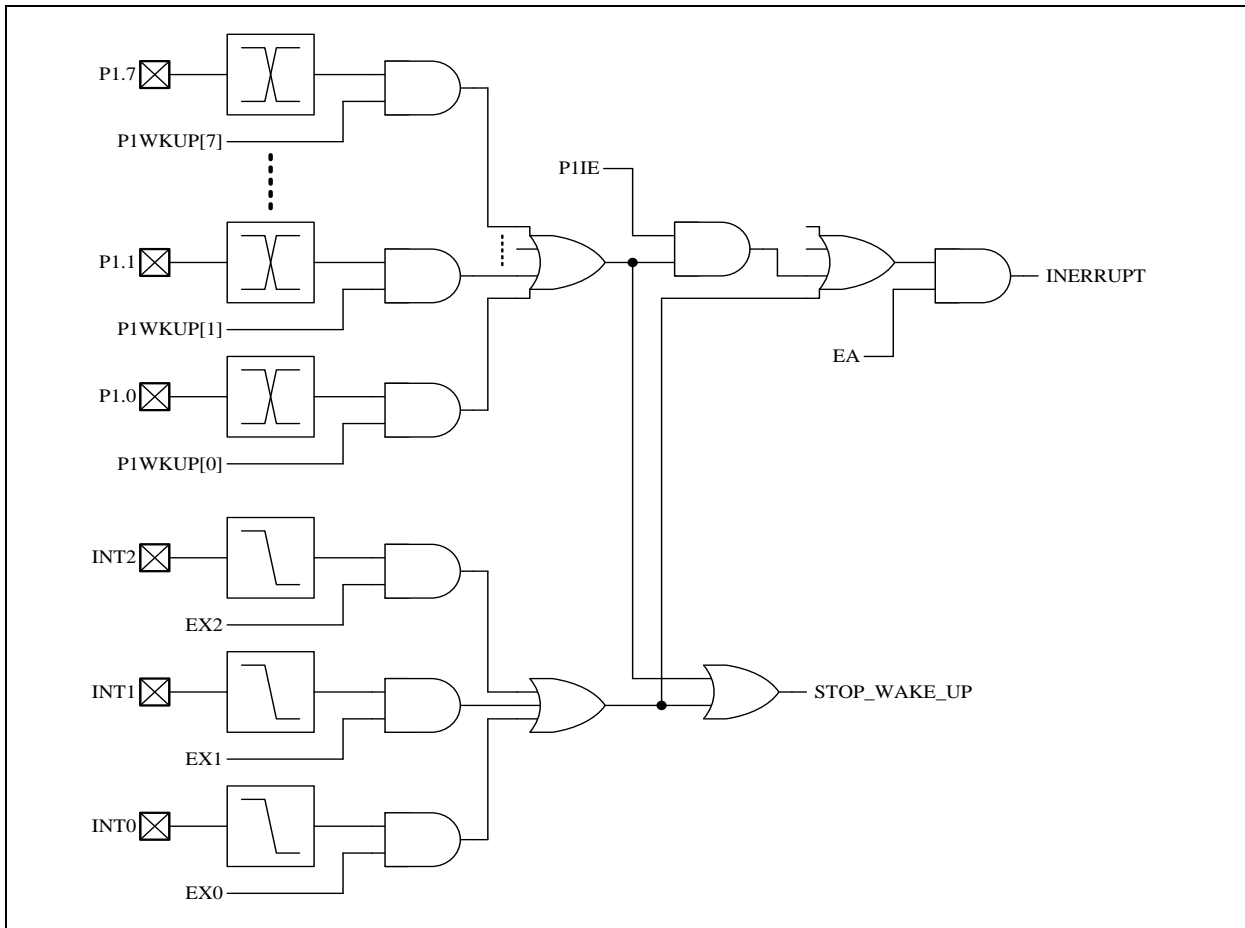 P1.7
P1WKUP[7]
P1IE
P1.1
INERRUPT
P1WKUP[1]
EA
P1.0
P1WKUP[0]
INT2
EX2
INT1
STOP_WAKE_UP
EX1
INT0
EX0